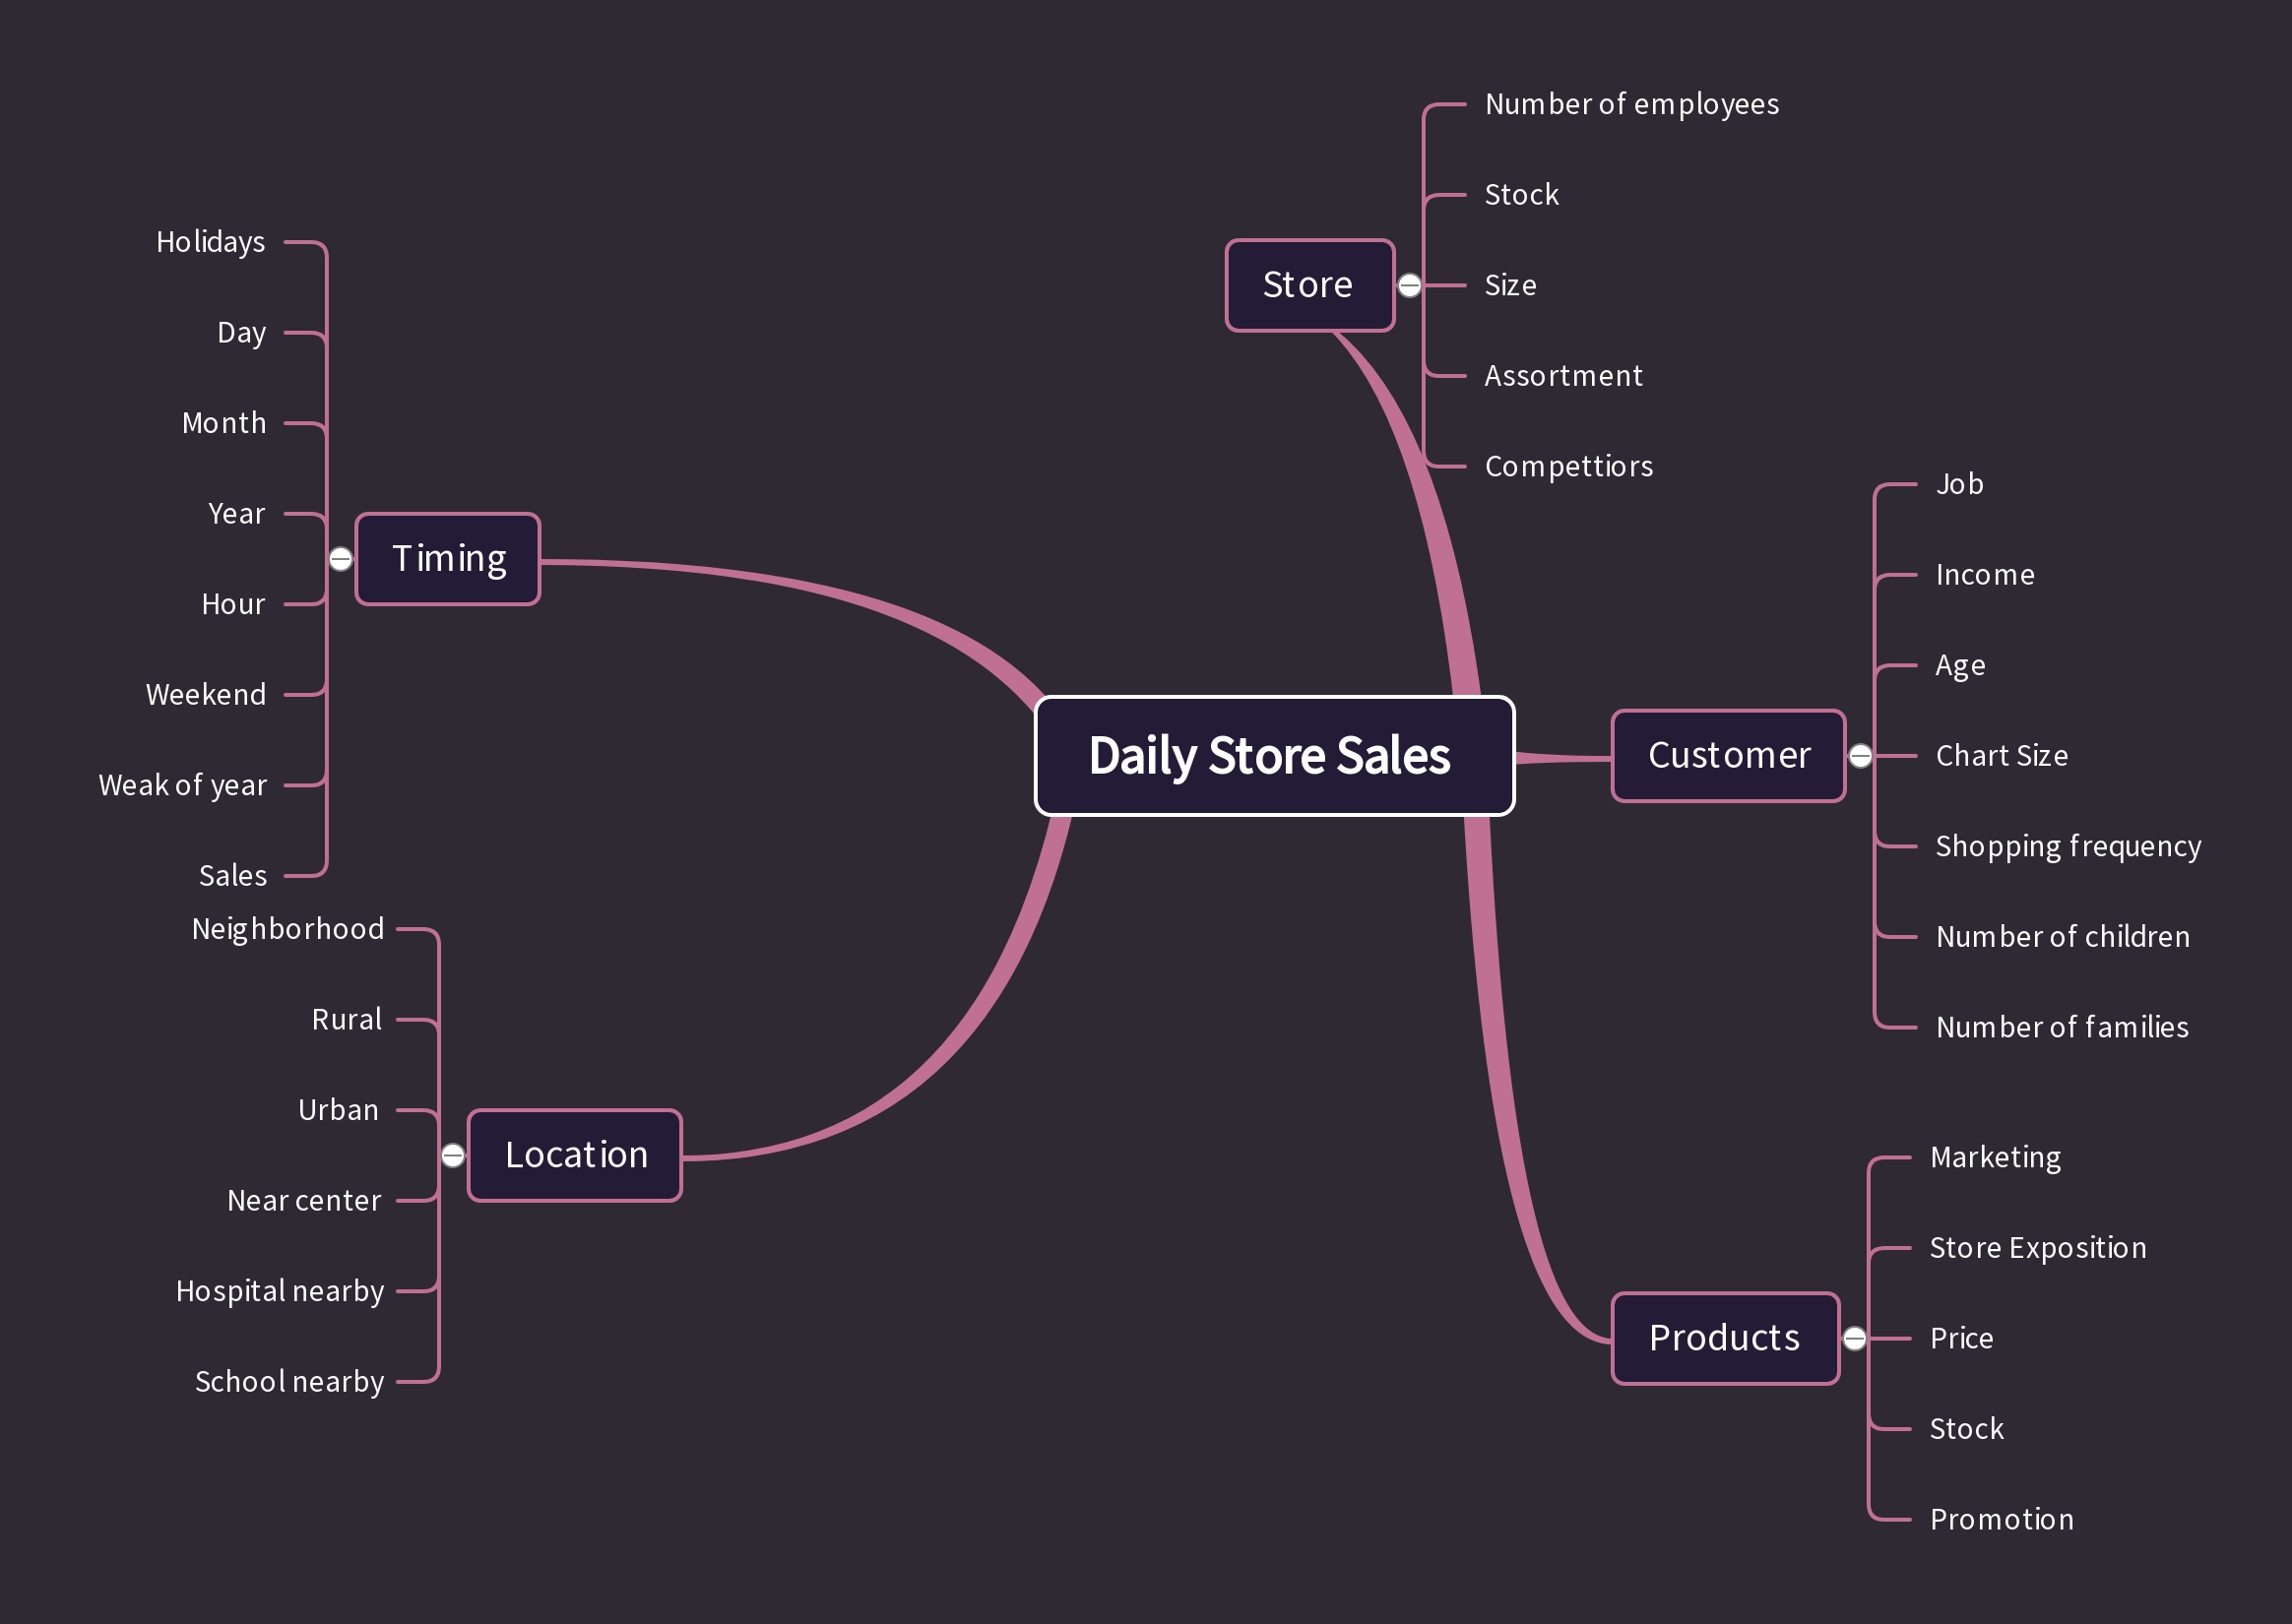 Daily Store Sales
Store
Number of employees
Stock
Size
Assortment
Compettiors
Customer
Job
Income
Age
Chart Size
Shopping frequency
Number of children
Number of families
Products
Marketing
Store Exposition
Price
Stock
Promotion
Timing
Holidays
Day
Month
Year
Hour
Weekend
Weak of year
Sales
Location
Neighborhood
Rural
Urban
Near center
Hospital nearby
School nearby